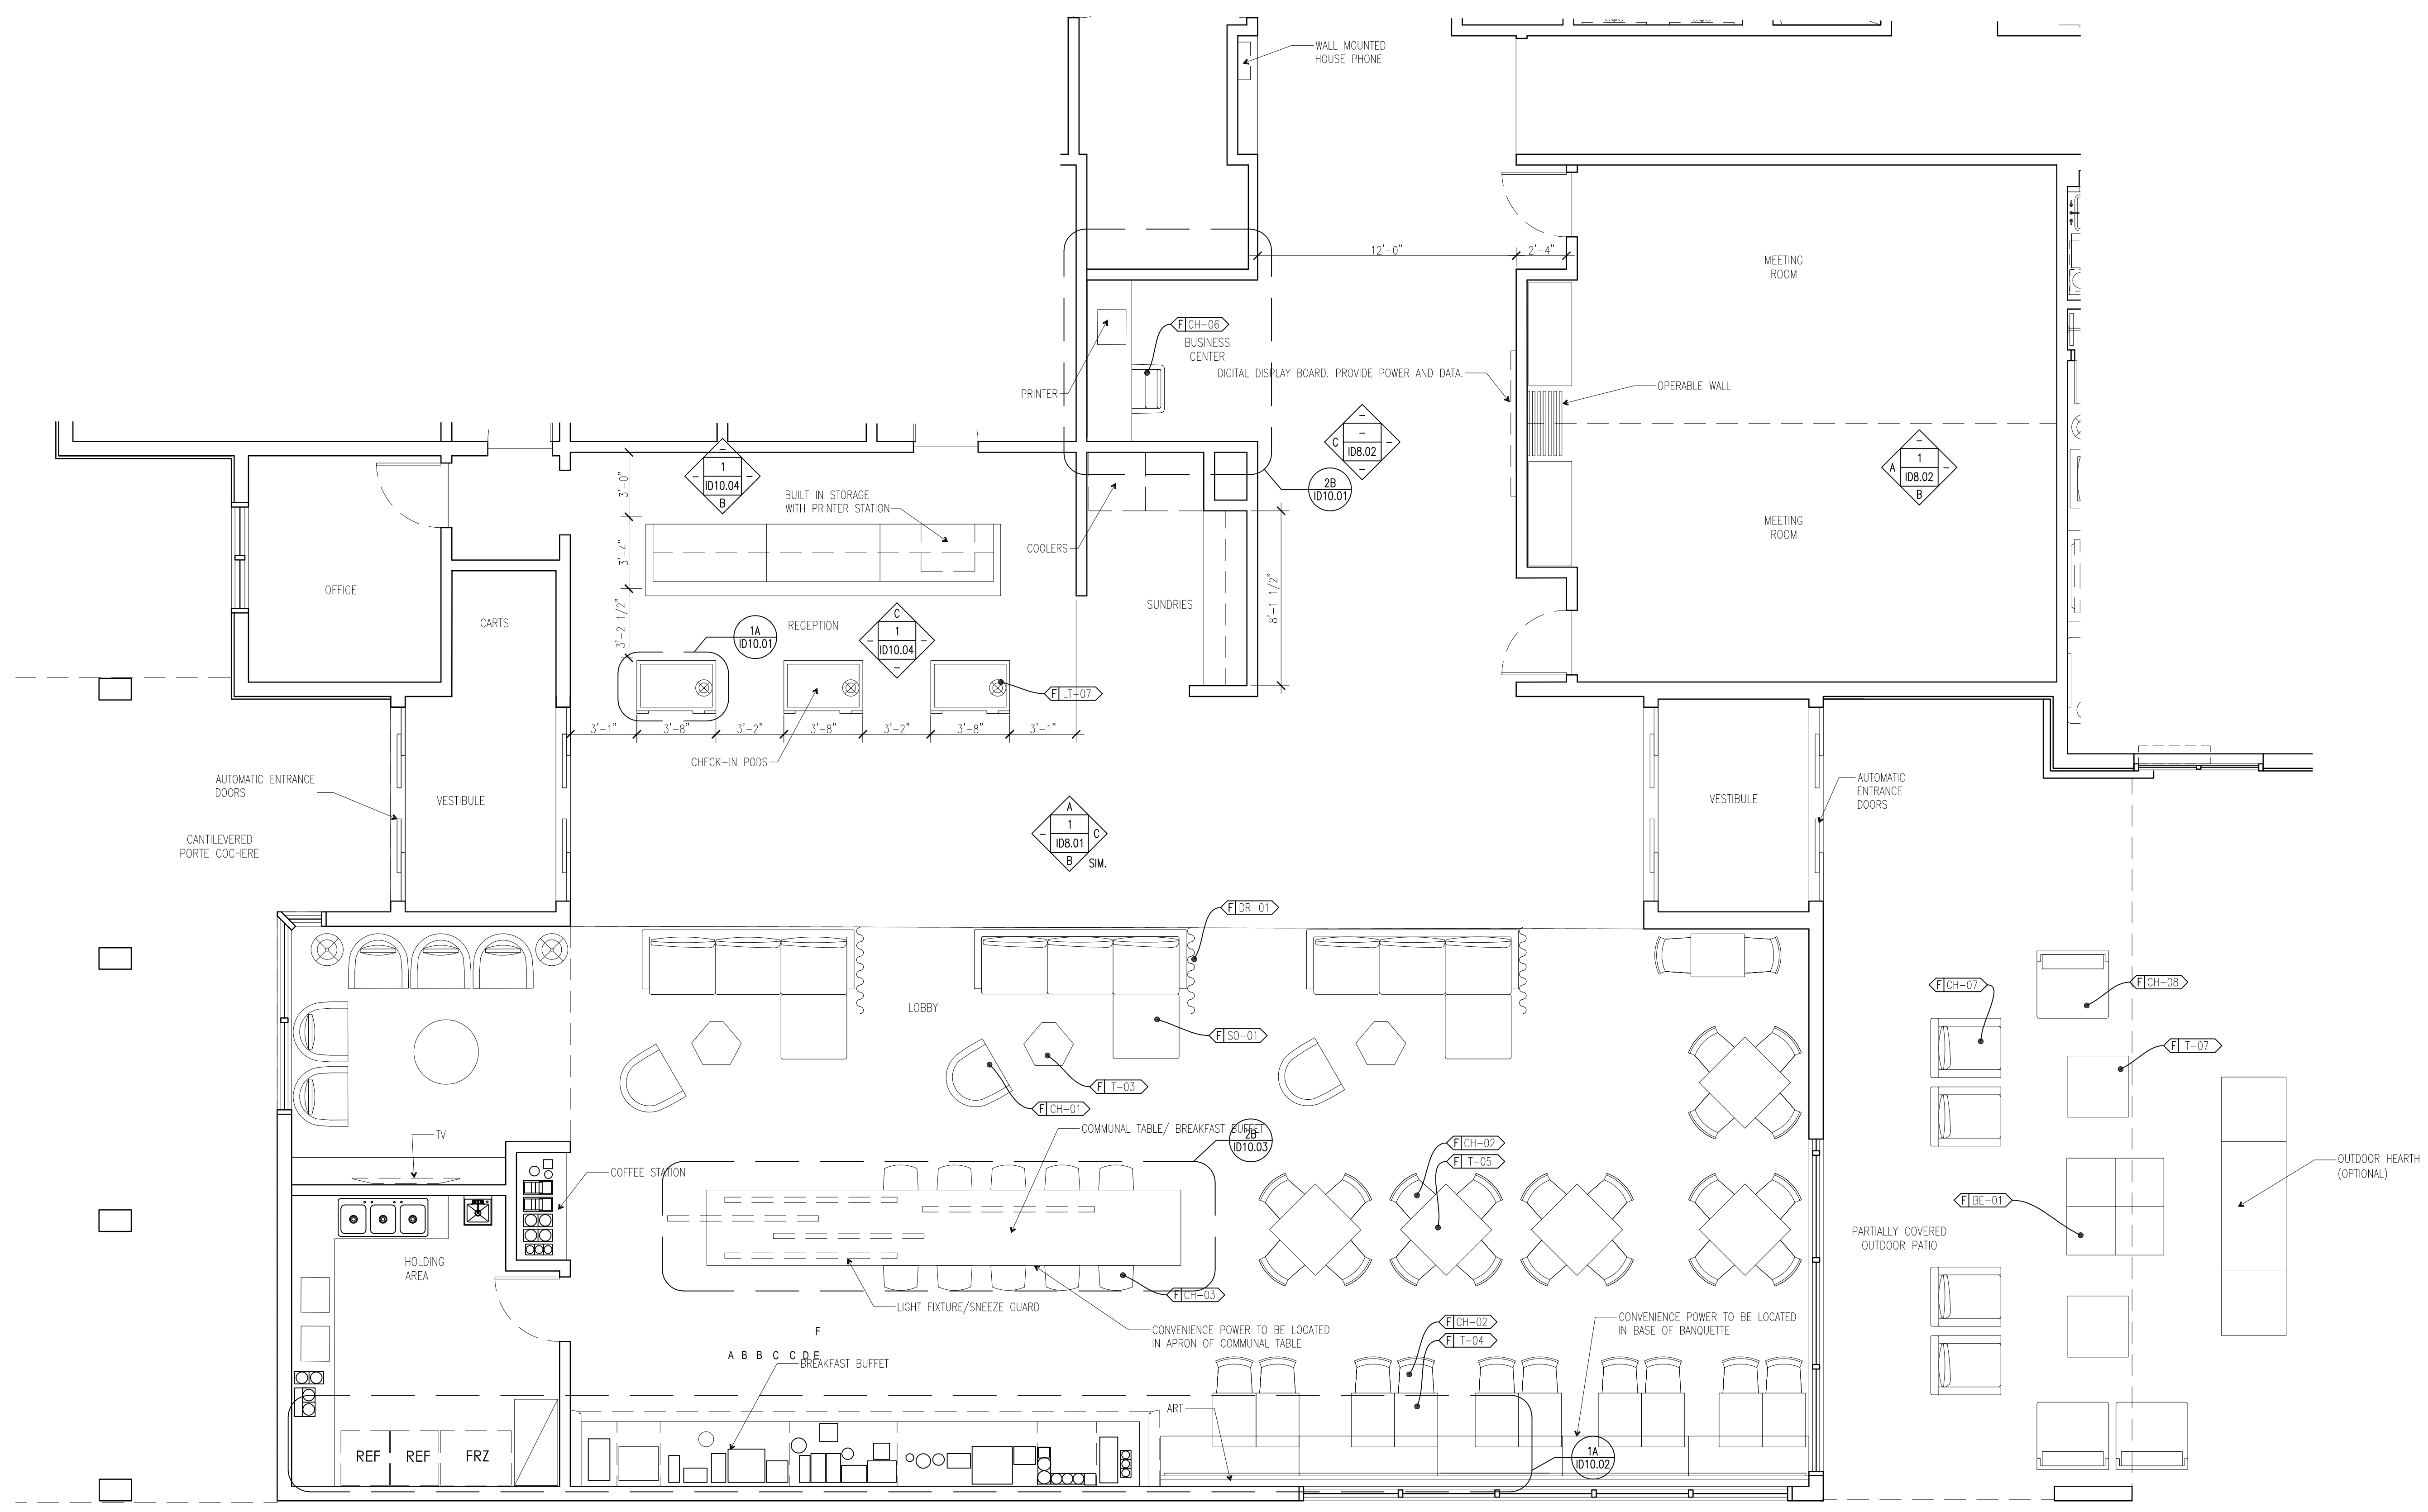 WALL MOUNTED
HOUSE PHONE
12'-0"
2'-4"
MEETING
ROOM
F CH-06
BUSINESS
CENTER
DIGITAL DISPLAY BOARD. PROVIDE POWER AND DATA.
PRINTER
OPERABLE WALL
-
-
C
-
ID8.02
-
-
1
A
-
ID8.02
B
-
1
-
-
ID10.04
B
2B
ID10.01
3'-0"
BUILT IN STORAGE
WITH PRINTER STATION
MEETING
ROOM
COOLERS
3'-4"
OFFICE
8'-1 1/2"
SUNDRIES
CARTS
3'-2 1/2"
1A
ID10.01
RECEPTION
C
1
-
-
ID10.04
-
F LT-07
3'-1"
3'-8"
3'-2"
3'-8"
3'-2"
3'-8"
3'-1"
CHECK-IN PODS
AUTOMATIC ENTRANCE
DOORS
VESTIBULE
VESTIBULE
AUTOMATIC
ENTRANCE
DOORS
CANTILEVERED
PORTE COCHERE
A
1
-
C
ID8.01
B
SIM.
F DR-01
LOBBY
F CH-07
F CH-08
F SO-01
F T-07
F T-03
F CH-01
COMMUNAL TABLE/ BREAKFAST BUFFET
2B
ID10.03
TV
F CH-02
F T-05
COFFEE STATION
OUTDOOR HEARTH
(OPTIONAL)
F BE-01
PARTIALLY COVERED
OUTDOOR PATIO
HOLDING
AREA
F CH-03
LIGHT FIXTURE/SNEEZE GUARD
CONVENIENCE POWER TO BE LOCATED
IN APRON OF COMMUNAL TABLE
F CH-02
F T-04
CONVENIENCE POWER TO BE LOCATED
IN BASE OF BANQUETTE
F
A B B C C D E
BREAKFAST BUFFET
ART
REF
REF
FRZ
1A
ID10.02